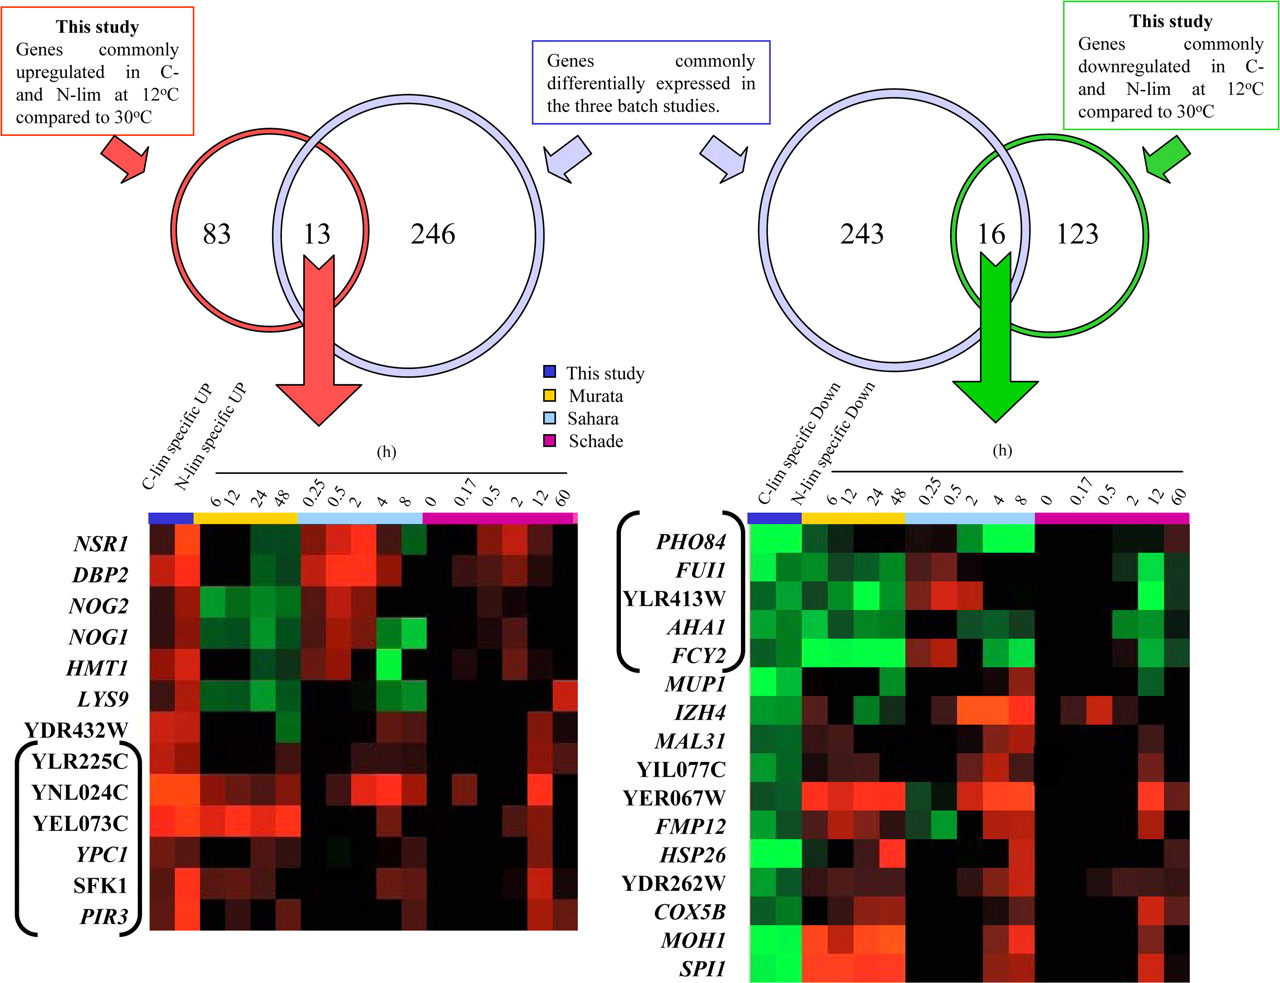 This study
Genes commonly
upregulated in C-
and N-lim at 12°C
compared to 30°C
Genes commonly
differentially expressed in
the three batch studies.
This study
Genes commonly
downregulated in C-
and N-lim at 12°C
compared to 30°C
83 13 246
243 16 123
This study
Murata
Sahara
Schade
C-lim specific UP
N-lim specific UP
(h)
6 12 24 48 0.25 0.5 2 4 8 0 0.17 0.5 2 12 60
NSR1
DBP2
NOG2
NOG1
HMT1
LYS9
YDR432W
YLR225C
YNL024C
YEL073C
YPC1
SFK1
PIR3
C-lim specific Down
N-lim specific Down
(h)
6 12 24 48 0.25 0.5 2 4 8 0 0.17 0.5 2 12 60
PHO84
FUI1
YLR413W
AHA1
FCY2
MUP1
IZH4
MAL31
YIL077C
YER067W
FMP12
HSP26
YDR262W
COX5B
MOH1
SPI1